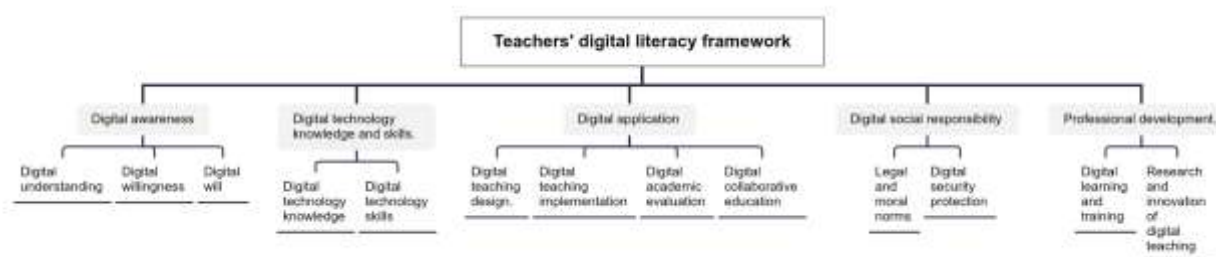 Teachers' digital literacy framework
Digital awareness
Digital technology
knowledge and skills.
Digital application
Digital social responsibility
Professional development.
Digital
understanding
Digital
willingness
Digital
will
Digital
technology
knowledge
Digital
technology
skills
Digital
teaching
design.
Digital
teaching
implementation
Digital
academic
evaluation
Digital
collaborative
education
Legal
and
moral
norms
Digital
security
protection
Digital
learning
and
training
Research
and
innovation
of
digital
teaching